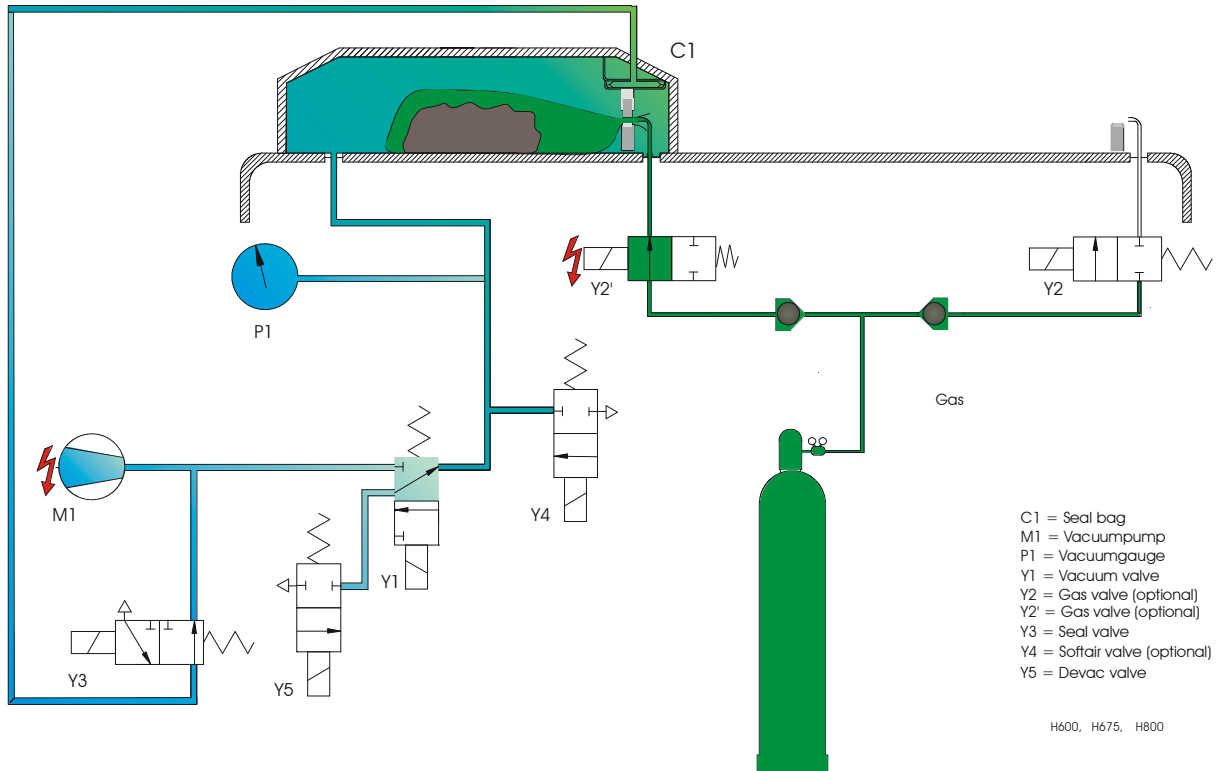 C1
Y2'
Y2
P1
Gas
M1
Y4
Y1
Y3
Y5
C1 = Seal bag
M1 = Vacuumpump
P1 = Vacuumgauge
Y1 = Vacuum valve
Y2 = Gas valve (optional)
Y2' = Gas valve (optional)
Y3 = Seal valve
Y4 = Softair valve (optional)
Y5 = Devac valve
H600, H675, H800